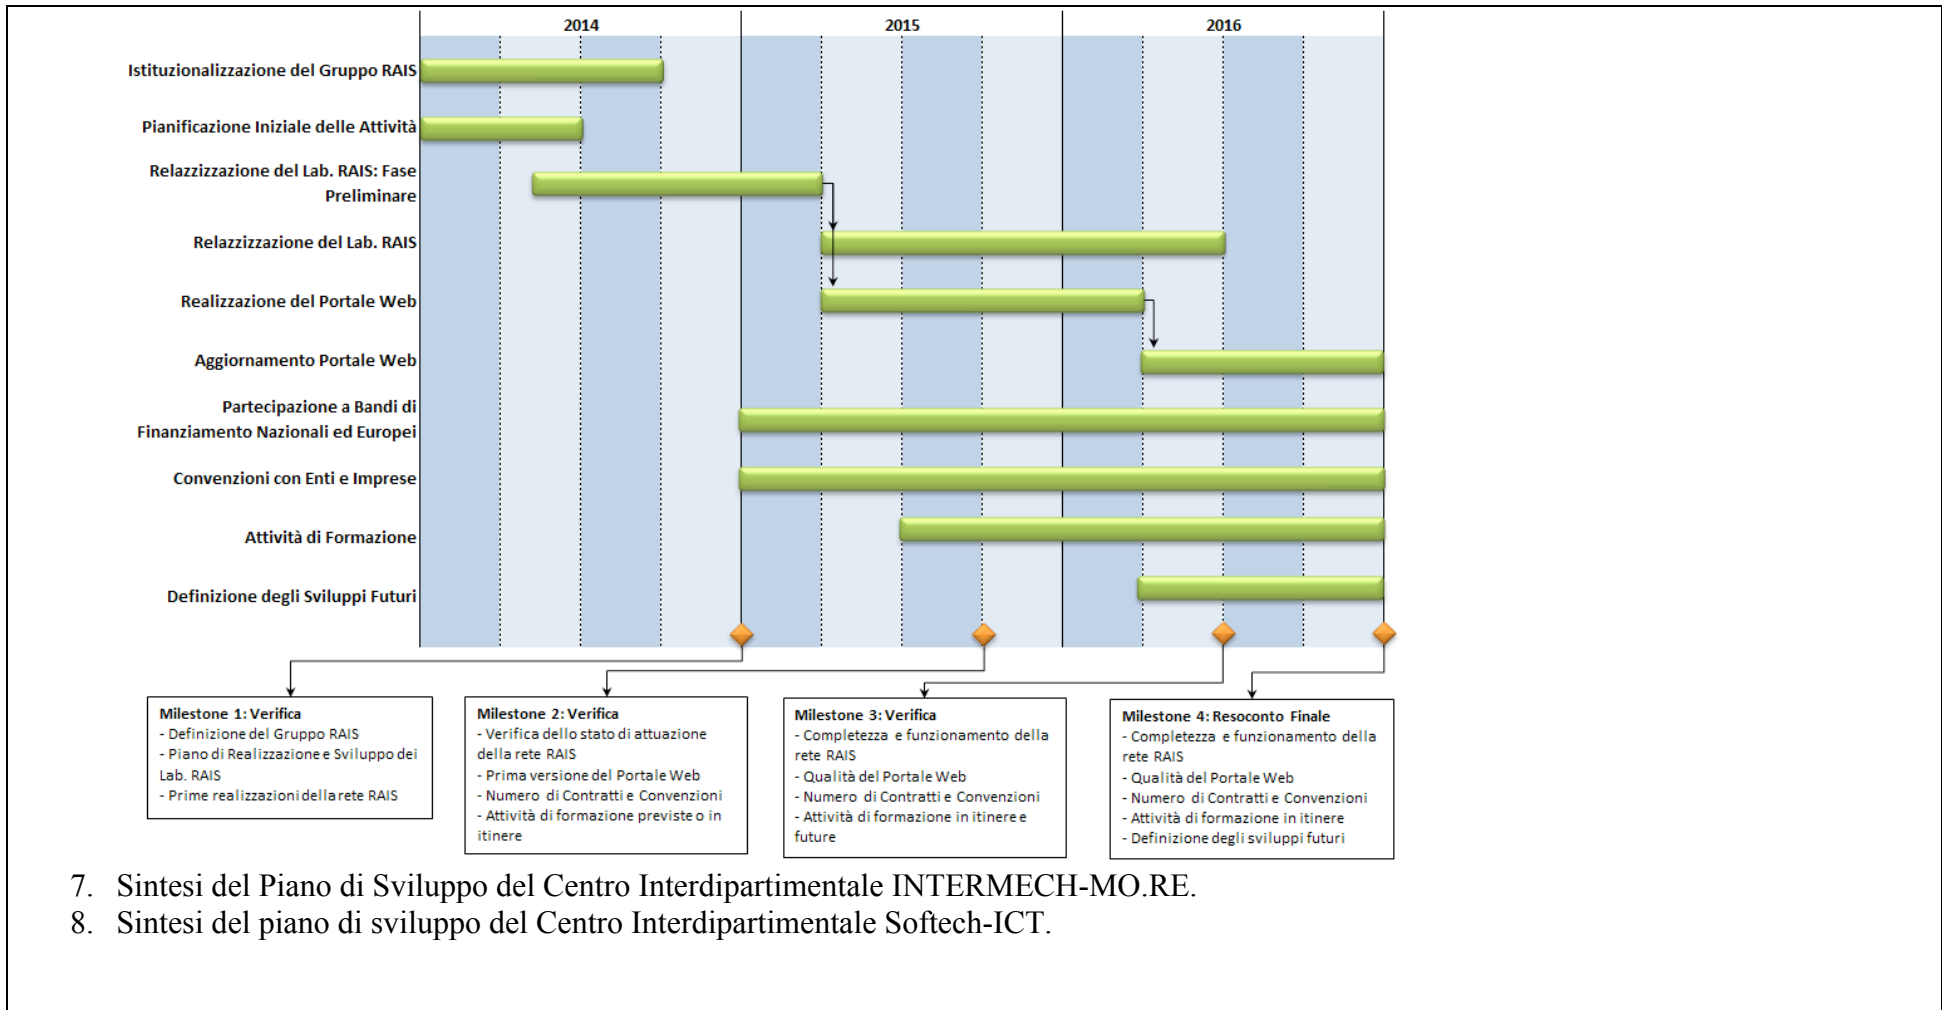 2014
2015
2016
Istituzionalizzazione del Gruppo RAIS
Pianificazione Iniziale delle Attività
Relazzizzazione del Lab. RAIS: Fase
Preliminare
Relazzizzazione del Lab. RAIS
Realizzazione del Portale Web
Aggiornamento Portale Web
Partecipazione a Bandi di
Finanziamento Nazionali ed Europei
Convenzioni con Enti e Imprese
Attività di Formazione
Definizione degli Sviluppi Futuri
Milestone 1: Verifica
- Definizione del Gruppo RAIS
- Piano di Realizzazione e Sviluppo dei
Lab. RAIS
- Prime realizzazioni della rete RAIS
Milestone 2: Verifica
- Verifica dello stato di attuazione
della rete RAIS
- Prima versione del Portale Web
- Numero di Contratti e Convenzioni
- Attività di formazione previste o in
itinere
Milestone 3: Verifica
- Completezza e funzionamento della
rete RAIS
- Qualità del Portale Web
- Numero di Contratti e Convenzioni
- Attività di formazione in itinere e
future
Milestone 4: Resoconto Finale
- Completezza e funzionamento della
rete RAIS
- Qualità del Portale Web
- Numero di Contratti e Convenzioni
- Attività di formazione in itinere
- Definizione degli sviluppi futuri
7. Sintesi del Piano di Sviluppo del Centro Interdipartimentale INTERMECH-MO.RE.
8. Sintesi del piano di sviluppo del Centro Interdipartimentale Softech-ICT.